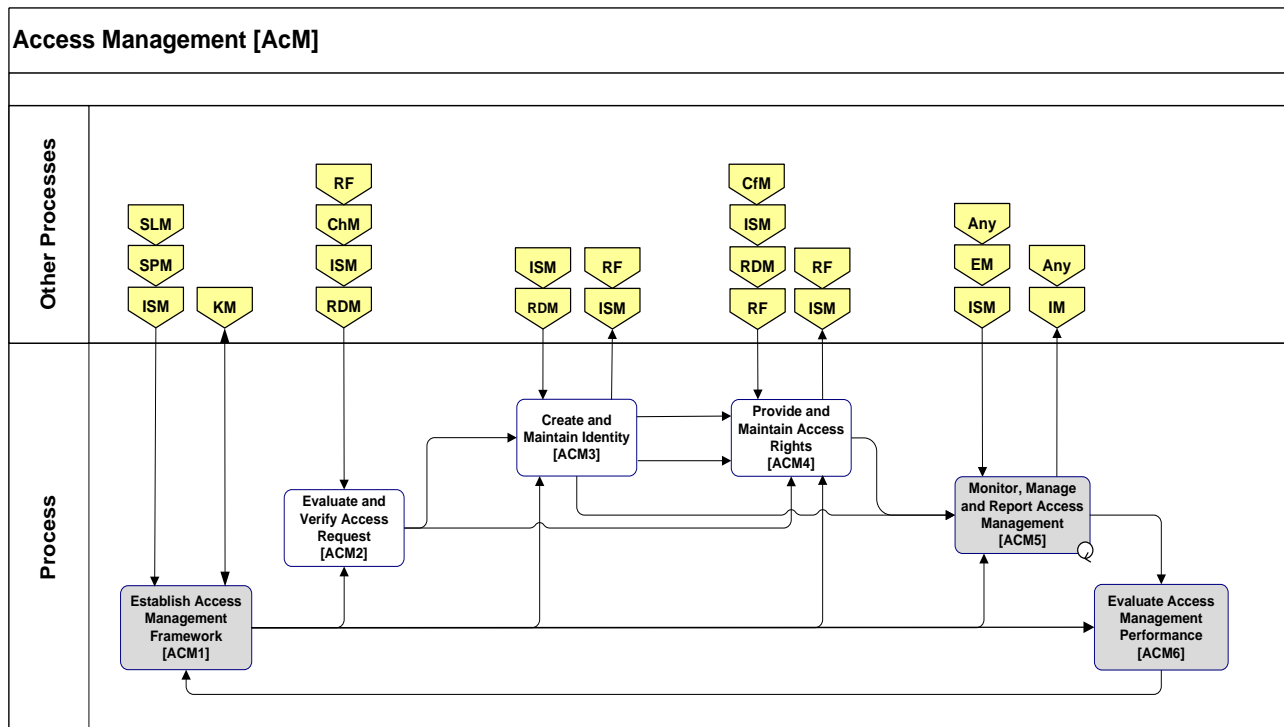 Access Management [AcM]
Other Processes
SLM
SPM
ISM
KM
RF
ChM
ISM
RDM
ISM
RDM
RF
ISM
CfM
ISM
RDM
RF
RF
ISM
Any
EM
ISM
Any
IM
Process
Establish Access
Management
Framework
[ACM1]
Evaluate and
Verify Access
Request
[ACM2]
Create and
Maintain Identity
[ACM3]
Provide and
Maintain Access
Rights
[ACM4]
Monitor, Manage
and Report Access
Management
[ACM5]
Evaluate Access
Management
Performance
[ACM6]